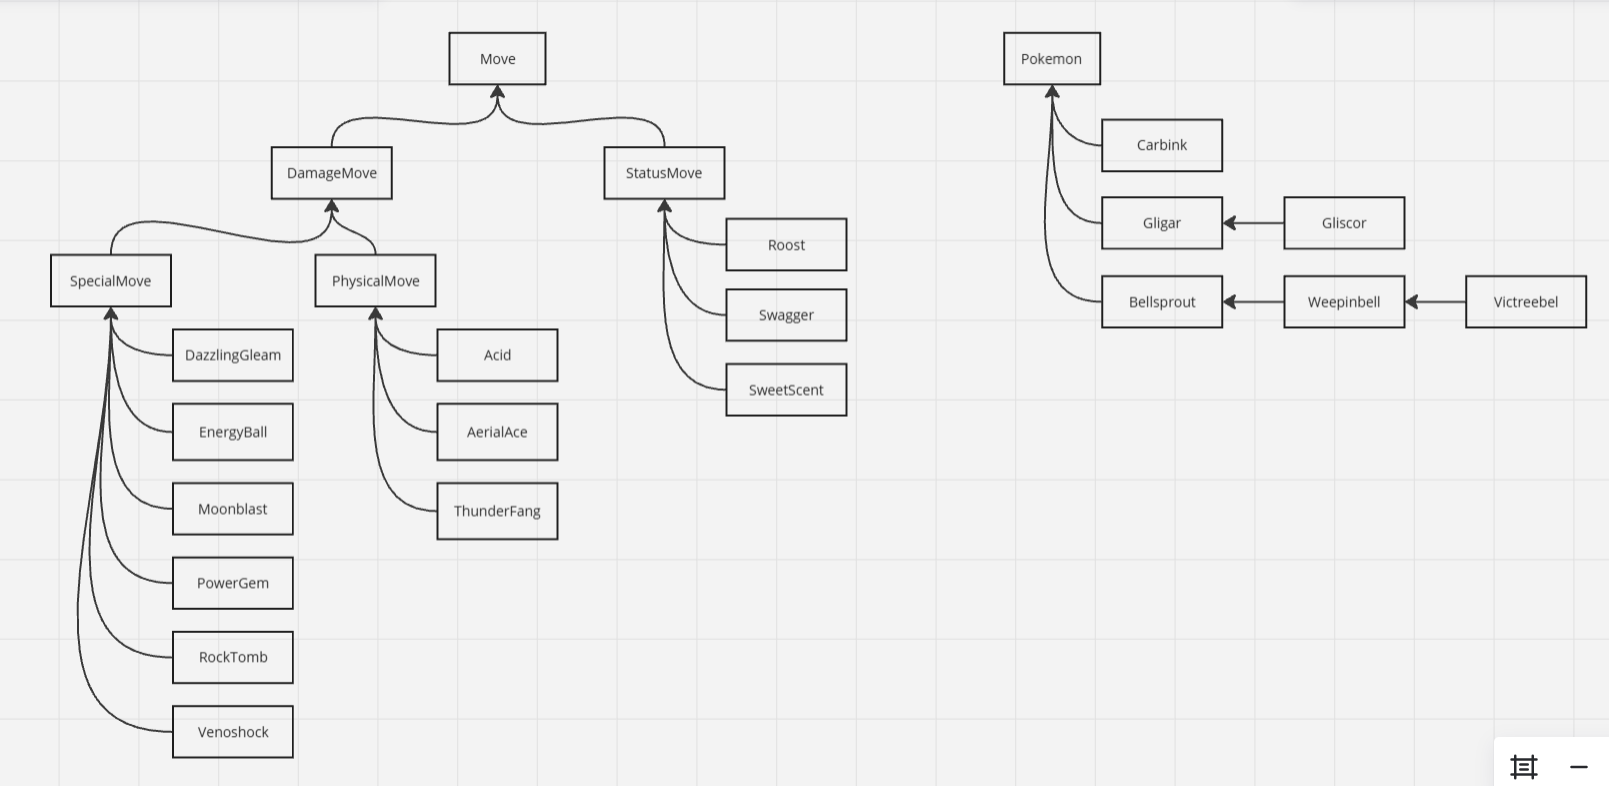 Move
Pokemon
Carbink
DamageMove
StatusMove
Gligar
Gliscor
Roost
SpecialMove
PhysicalMove
Bellsprout
Weepinbell
Victreebel
Swagger
DazzlingGleam
Acid
SweetScent
EnergyBall
AerialAce
Moonblast
ThunderFang
PowerGem
RockTomb
Venoshock